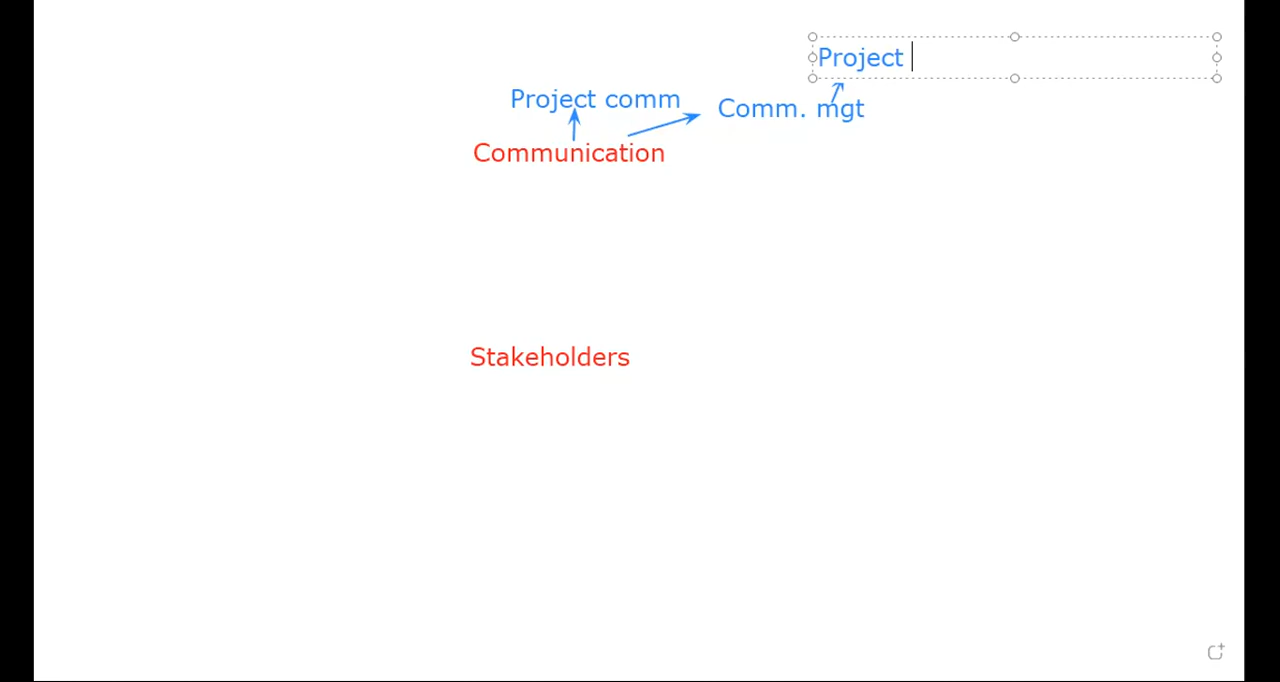 Project
Project comm
Comm. mgt
Communication
Stakeholders